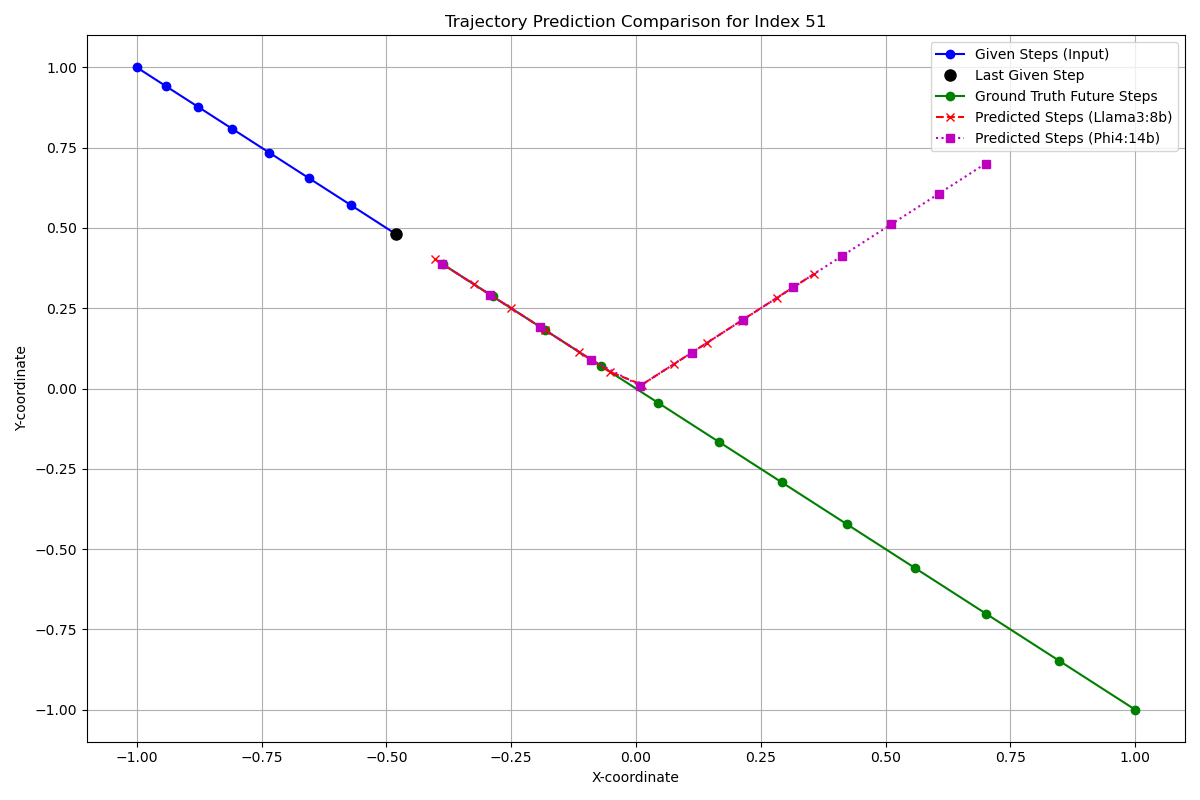 Trajectory Prediction Comparison for Index 51
Given Steps (Input)
Last Given Step
Ground Truth Future Steps
Predicted Steps (Llama3:8b)
Predicted Steps (Phi4:14b)
1.00
0.75
0.50
0.25
0.00
−0.25
−0.50
−0.75
−1.00
Y-coordinate
−1.00 −0.75 −0.50 −0.25 0.00 0.25 0.50 0.75 1.00
X-coordinate